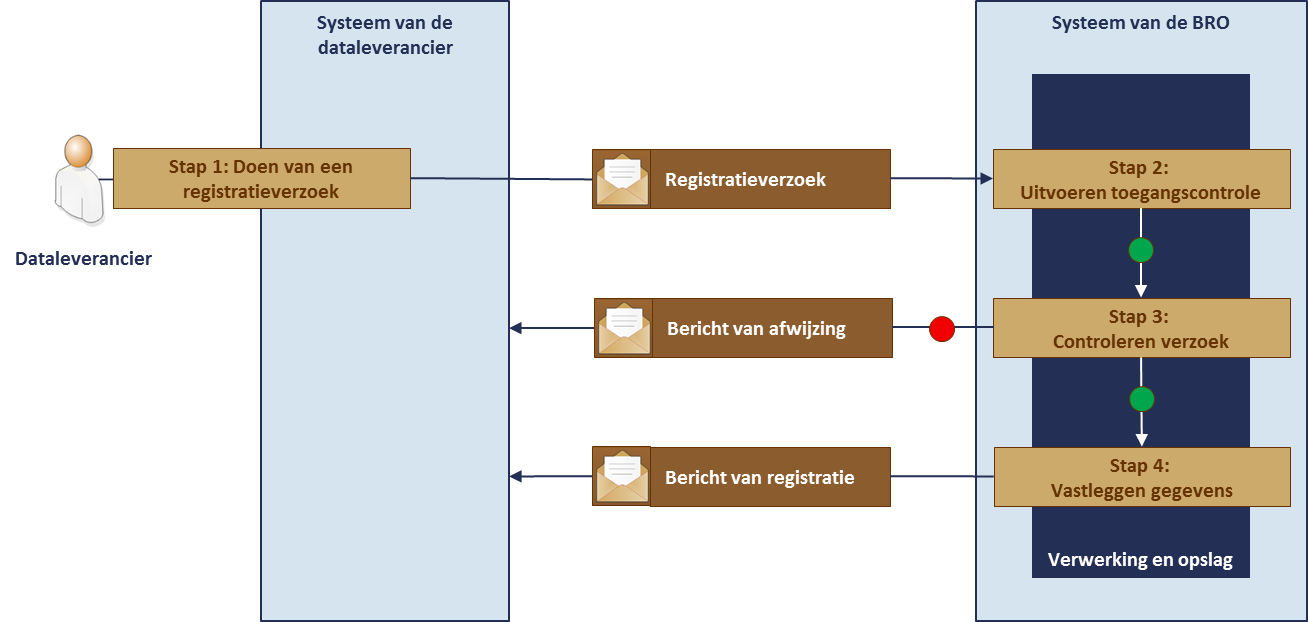 Systeem van de
dataleverancier
Systeem van de BRO
Stap 1: Doen van een
registratieverzoek
Registratieverzoek
Stap 2:
Uitvoeren toegangscontrole
Dataleverancier
Bericht van afwijzing
Stap 3:
Controleren verzoek
Bericht van registratie
Stap 4:
Vastleggen gegevens
Verwerking en opslag